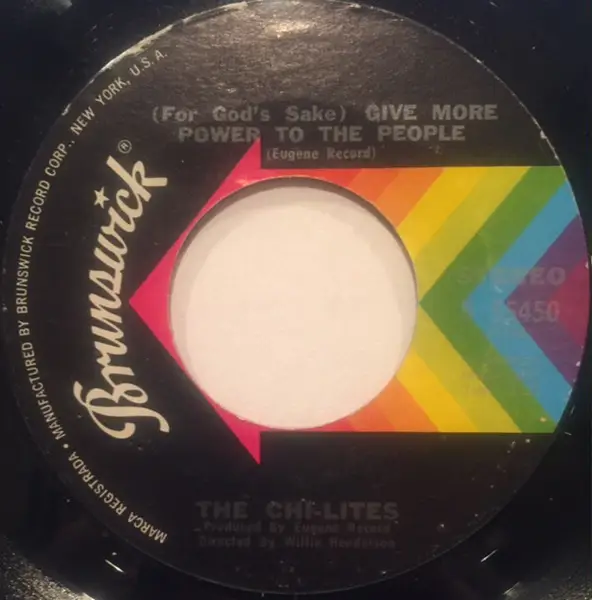 (For God's Sake) GIVE MORE
POWER TO THE PEOPLE
(Eugene Record)
Brunswick®
STEREO
55450
THE CHI-LITES
Produced By Eugene Record
Directed By Willie Henderson
MARCA REGISTRADA • MANUFACTURED BY BRUNSWICK RECORD CORP., NEW YORK, U.S.A.